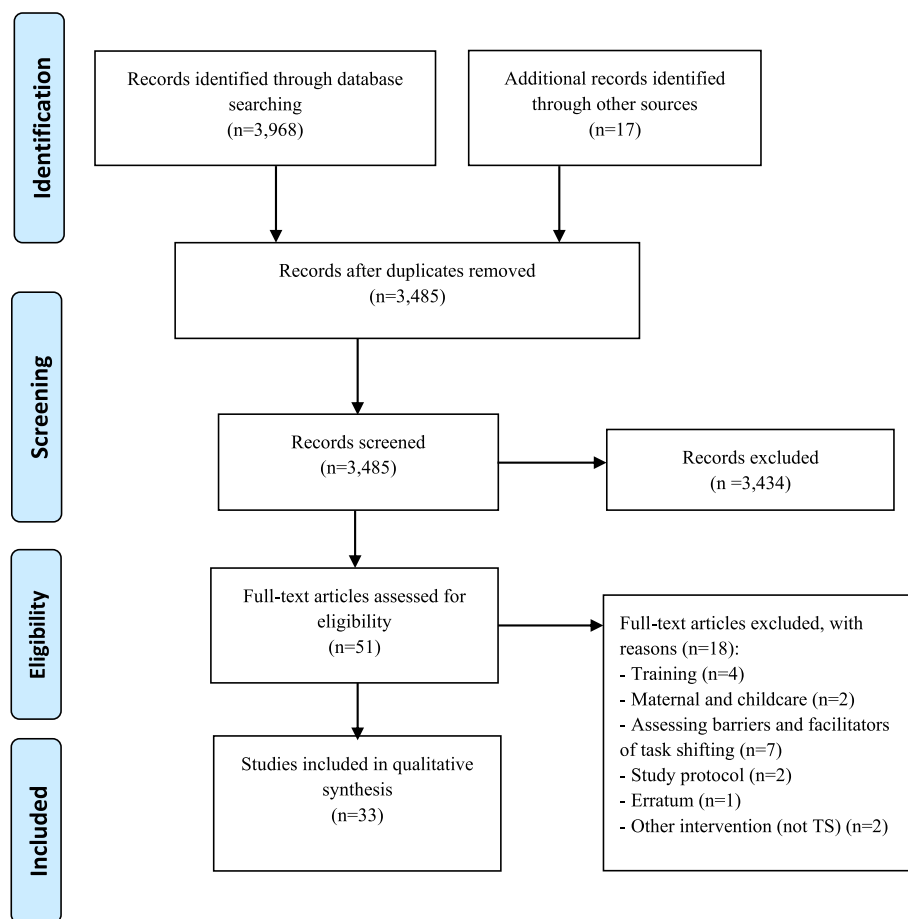 Identification
Records identified through database
searching
(n=3,968)
Additional records identified
through other sources
(n=17)
Records after duplicates removed
(n=3,485)
Screening
Records screened
(n=3,485)
Records excluded
(n =3,434)
Eligibility
Full-text articles assessed for
eligibility
(n=51)
Full-text articles excluded, with
reasons (n=18):
- Training (n=4)
- Maternal and childcare (n=2)
- Assessing barriers and facilitators
of task shifting (n=7)
- Study protocol (n=2)
- Erratum (n=1)
- Other intervention (not TS) (n=2)
Included
Studies included in qualitative
synthesis
(n=33)